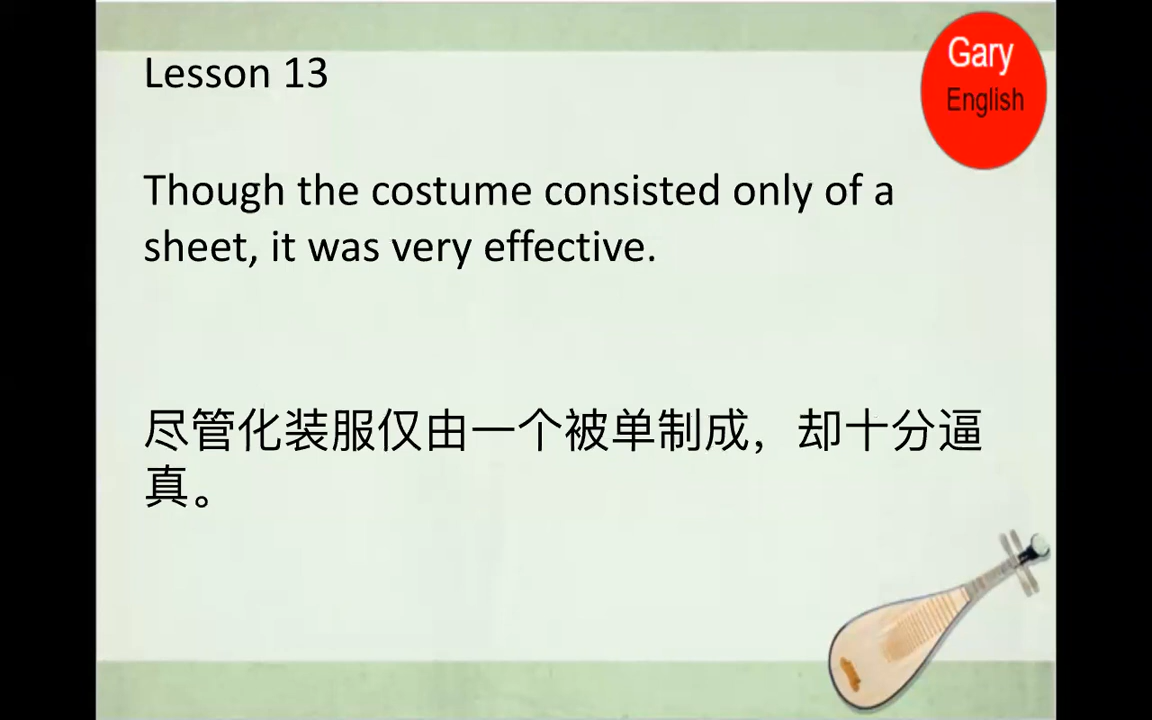 Lesson 13
Gary
English
Though the costume consisted only of a
sheet, it was very effective.
尽管化装服仅由一个被单制成，却十分逼
真。